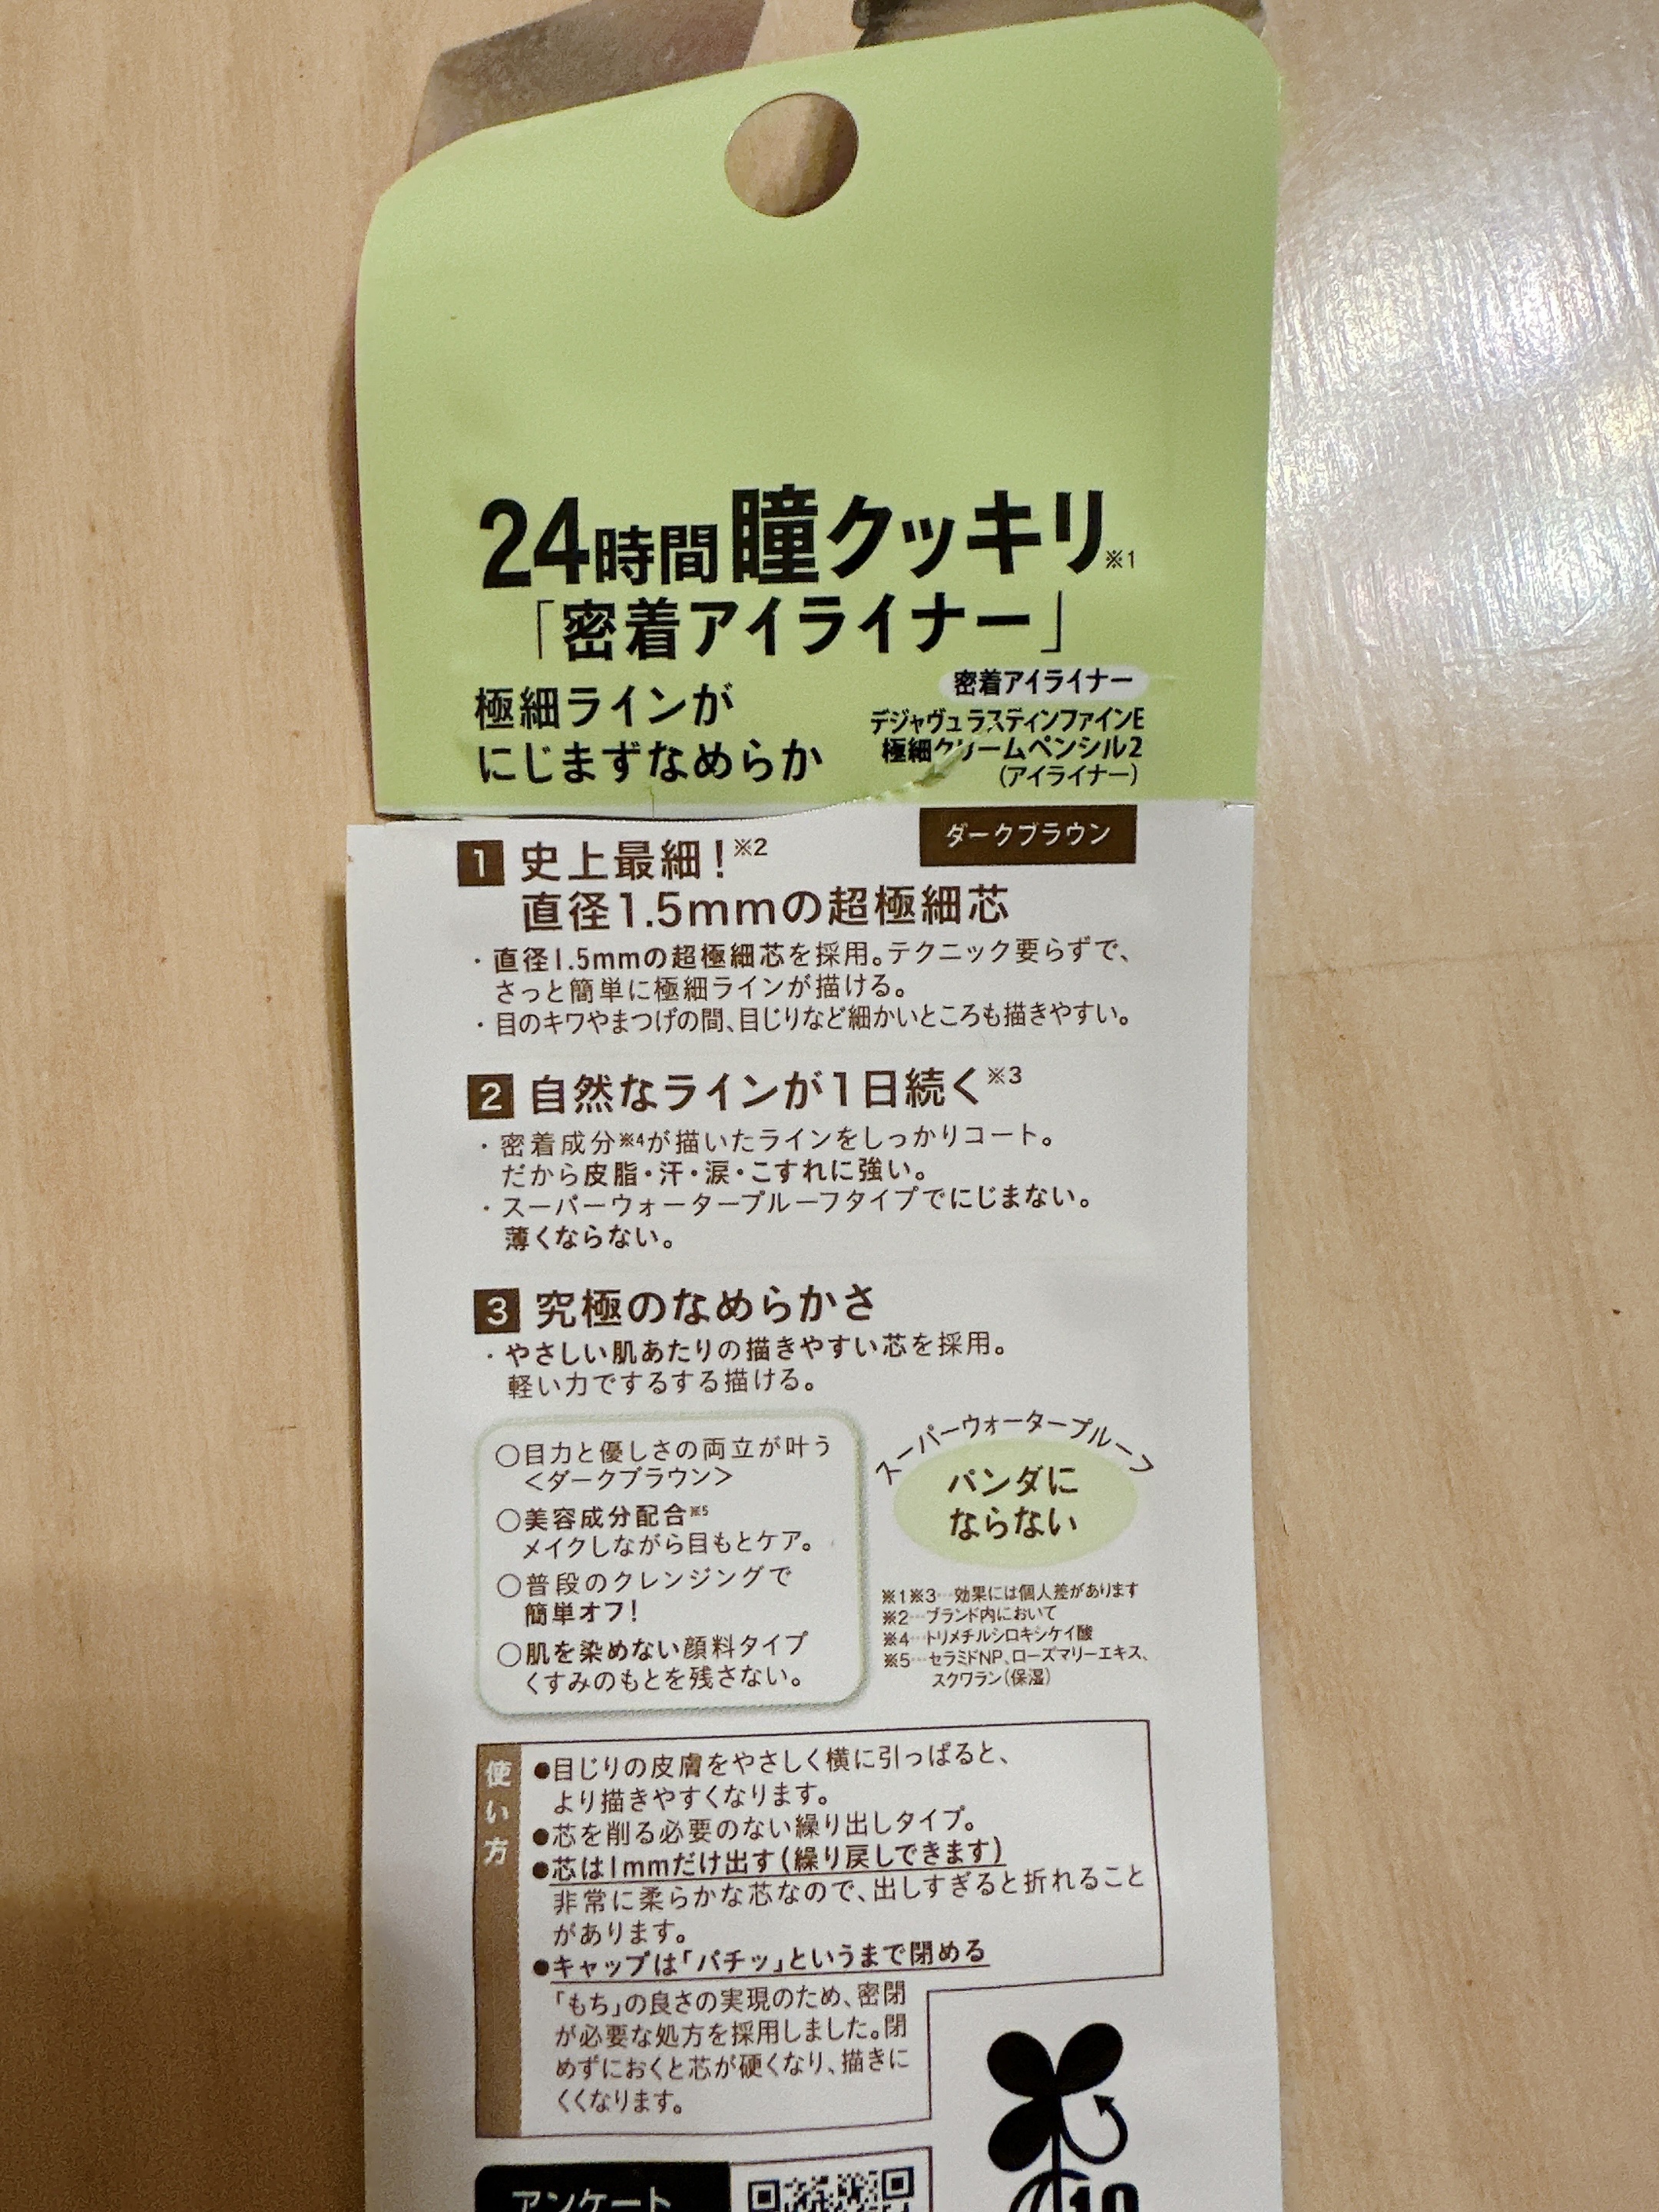 24時間瞳クッキリ※1
「密着アイライナー」
極細ラインが
にじまずなめらか
密着アイライナー
デジャヴュラスティンファインE
極細クリームペンシル2
(アイライナー)
ダークブラウン
1 史上最細!※2
直径1.5mmの超極細芯
・直径1.5mmの超極細芯を採用。テクニック要らずで、
さっと簡単に極細ラインが描ける。
・目のキワやまつげの間、目じりなど細かいところも描きやすい。
2 自然なラインが1日続く※3
・密着成分※4が描いたラインをしっかりコート。
だから皮脂・汗・涙・こすれに強い。
・スーパーウォータープルーフタイプでにじまない。
薄くならない。
3 究極のなめらかさ
・やさしい肌あたりの描きやすい芯を採用。
軽い力でするする描ける。
○目力と優しさの両立が叶う
<ダークブラウン>
○美容成分配合※5
メイクしながら目もとケア。
○普段のクレンジングで
簡単オフ!
○肌を染めない顔料タイプ
くすみのもとを残さない。
スーパーウォータープルーフ
パンダに
ならない
※1※3…効果には個人差があります
※2…ブランド内において
※4…トリメチルシロキシケイ酸
※5…セラミドNP、ローズマリーエキス、
スクワラン(保湿)
使い方
●目じりの皮膚をやさしく横に引っぱると、
より描きやすくなります。
●芯を削る必要のない繰り出しタイプ。
●芯は1mmだけ出す(繰り戻しできます)
非常に柔らかな芯なので、出しすぎると折れること
があります。
●キャップは「パチッ」というまで閉める
「もち」の良さの実現のため、密閉
が必要な処方を採用しました。閉
めずにおくと芯が硬くなり、描きに
くくなります。
アンケート